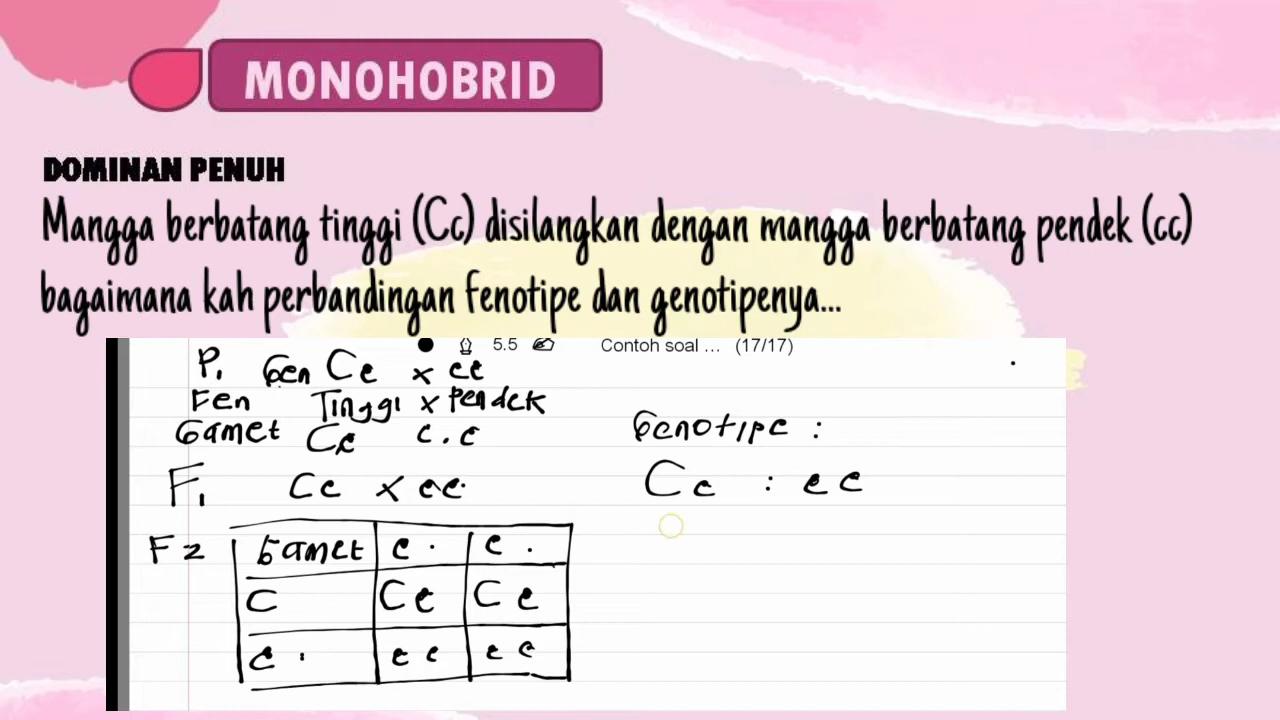 MONOHOBRID
DOMINAN PENUH
Mangga berbatang tinggi (Cc) disilangkan dengan mangga berbatang pendek (cc)
bagaimana kah perbandingan fenotipe dan genotipenya...
5.5 Contoh soal ... (17/17)
P1 Gen Cc x cc
Fen Tinggi x Pendek
Gamet Cc c.c
F1 Cc x cc
Genotipe :
Cc : cc
F2 Gamet c . c .
C Cc Cc
c . cc cc